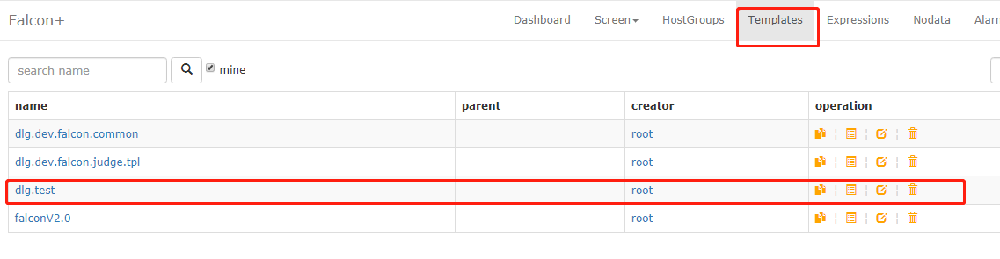 Falcon+ Dashboard Screen HostGroups Templates Expressions Nodata
search name mine
name parent creator operation
dlg.dev.falcon.common root
dlg.dev.falcon.judge.tpl root
dlg.test root
falconV2.0 root